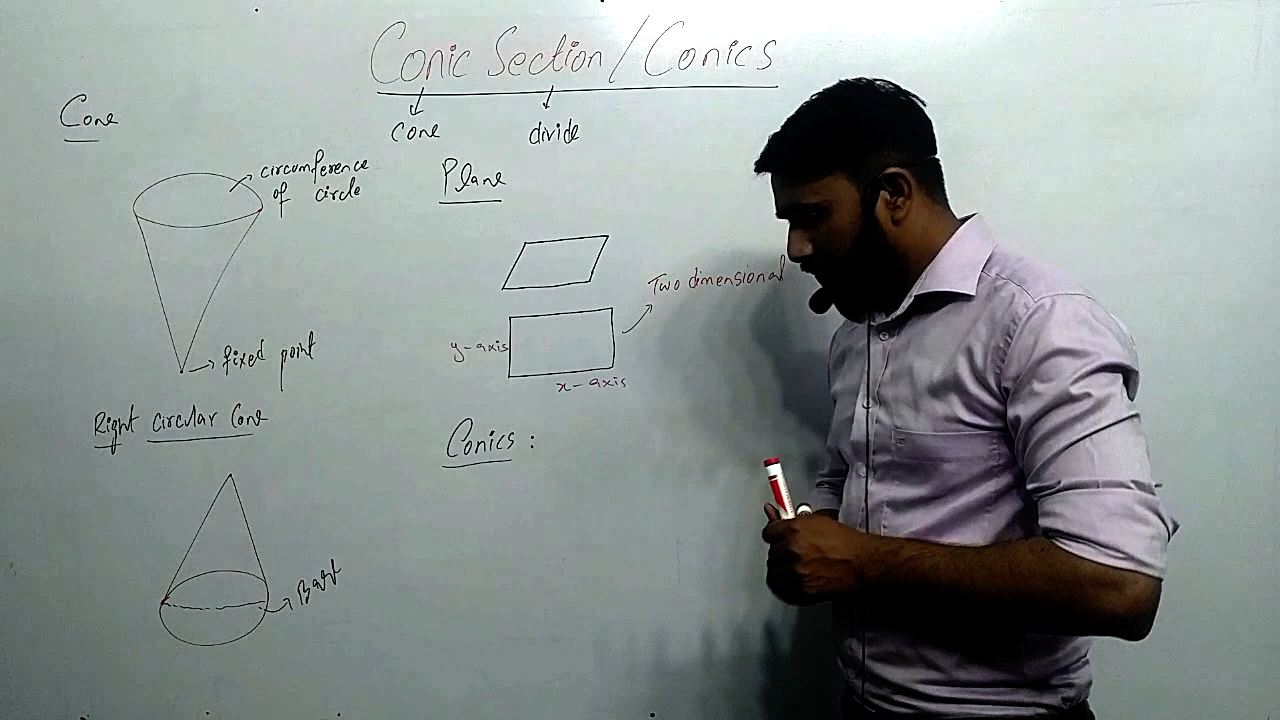 Conic Section / Conics
cone
divide
Cone
circumference
of circle
fixed point
Right circular Cone
Plane
Two dimensional
y-axis
x-axis
Conics :